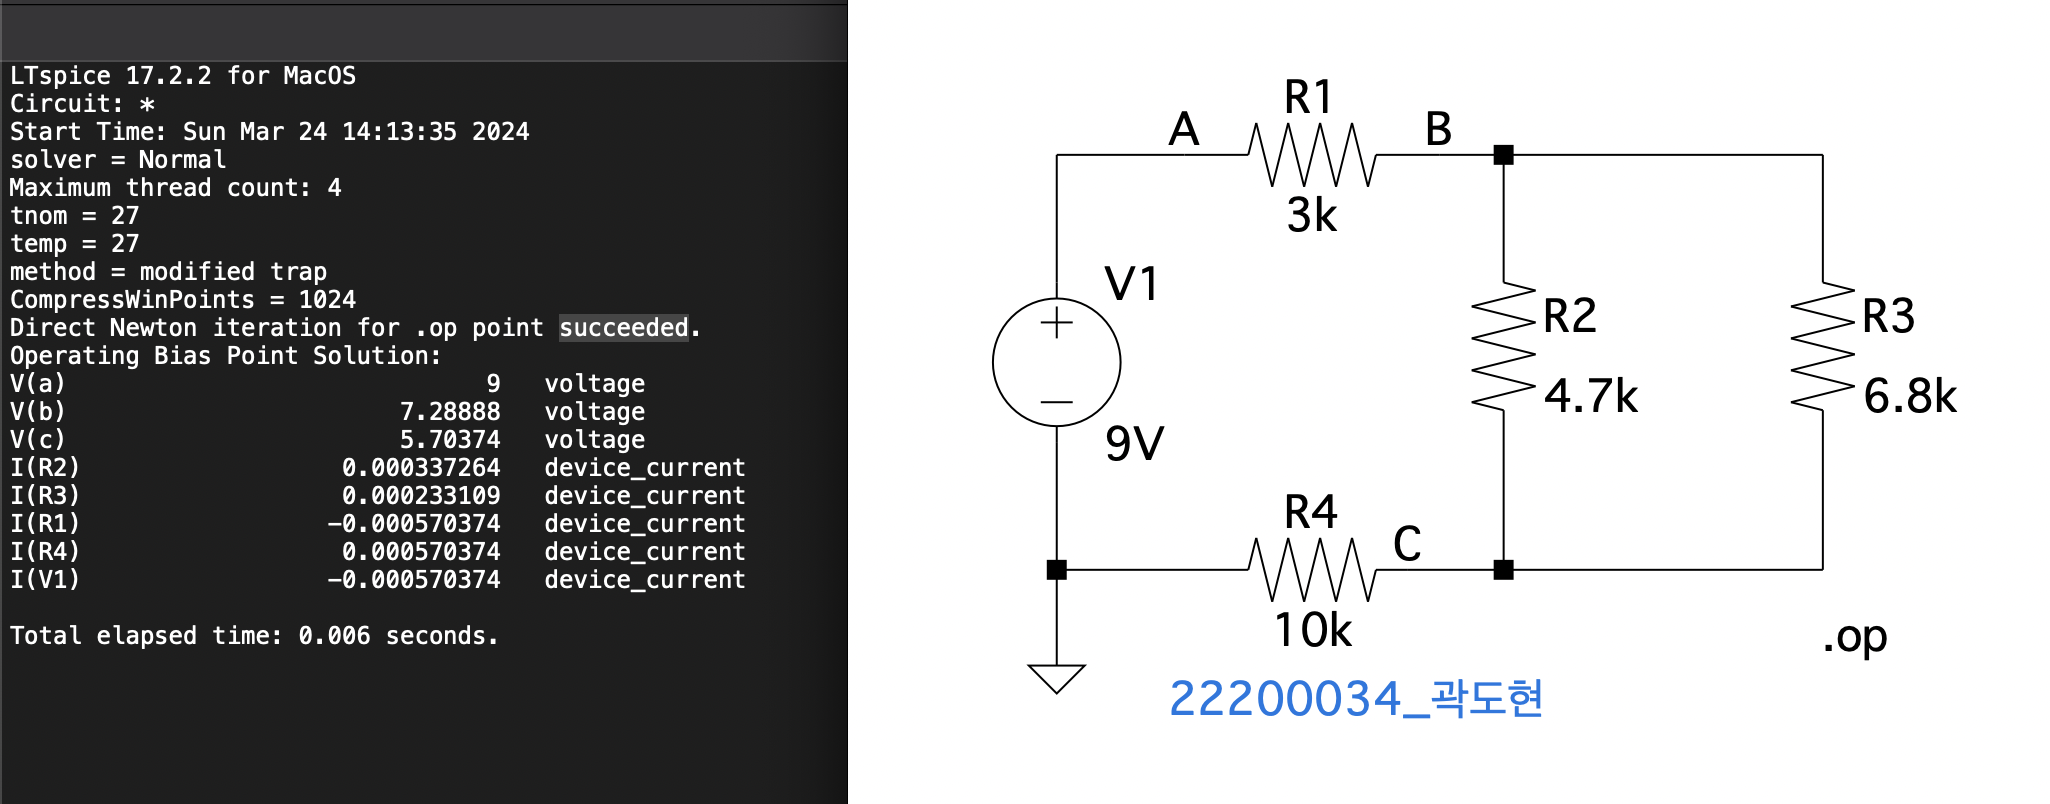 LTspice 17.2.2 for MacOS
Circuit: *
Start Time: Sun Mar 24 14:13:35 2024
solver = Normal
Maximum thread count: 4
tnom = 27
temp = 27
method = modified trap
CompressWinPoints = 1024
Direct Newton iteration for .op point succeeded.
Operating Bias Point Solution:
V(a) 9 voltage
V(b) 7.28888 voltage
V(c) 5.70374 voltage
I(R2) 0.000337264 device_current
I(R3) 0.000233109 device_current
I(R1) −0.000570374 device_current
I(R4) 0.000570374 device_current
I(V1) −0.000570374 device_current
Total elapsed time: 0.006 seconds.
R1
A
B
3k
V1
R2
R3
4.7k
6.8k
9V
R4
C
10k
.op
22200034_곽도현